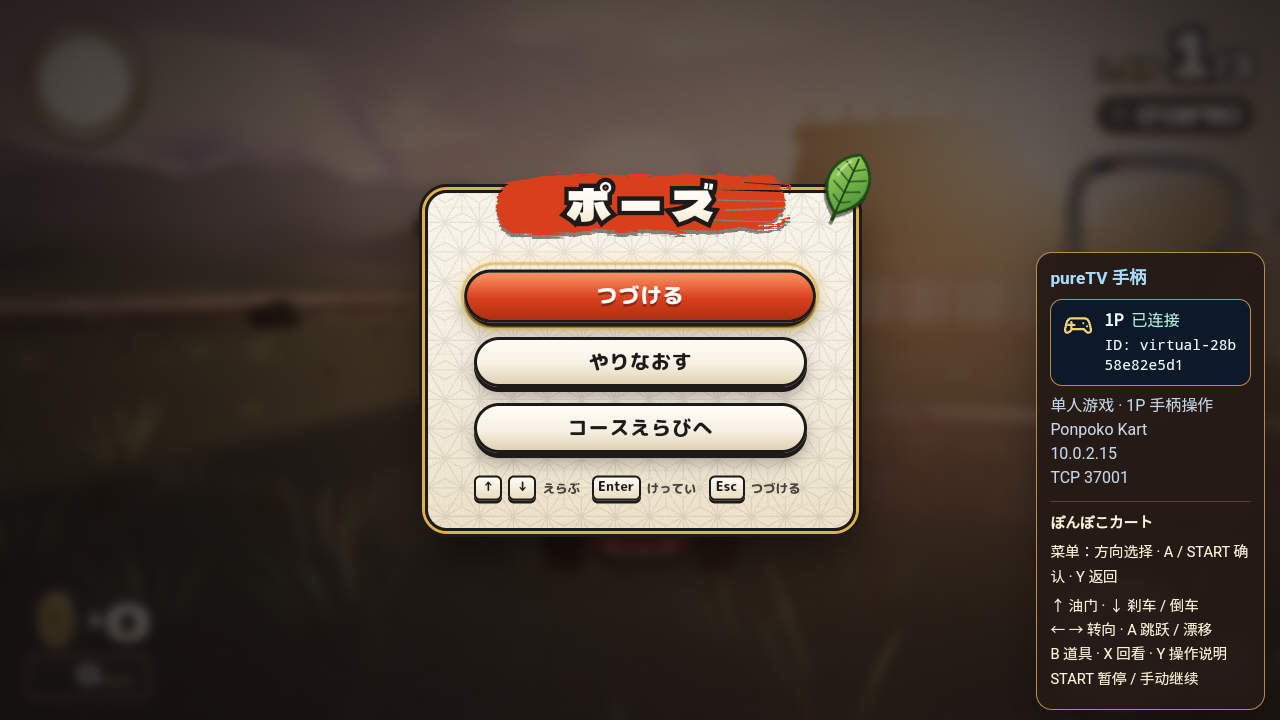 1
ポーズ
つづける
やりなおす
コースえらびへ
↑ ↓ えらぶ Enter けってい Esc つづける
pureTV 手柄
1P 已连接
ID: virtual-28b
58e82e5d1
单人游戏 · 1P 手柄操作
Ponpoko Kart
10.0.2.15
TCP 37001
ぽんぽこカート
菜单：方向选择 · A / START 确
认 · Y 返回
↑ 油门 · ↓ 刹车 / 倒车
← → 转向 · A 跳跃 / 漂移
B 道具 · X 回看 · Y 操作说明
START 暂停 / 手动继续